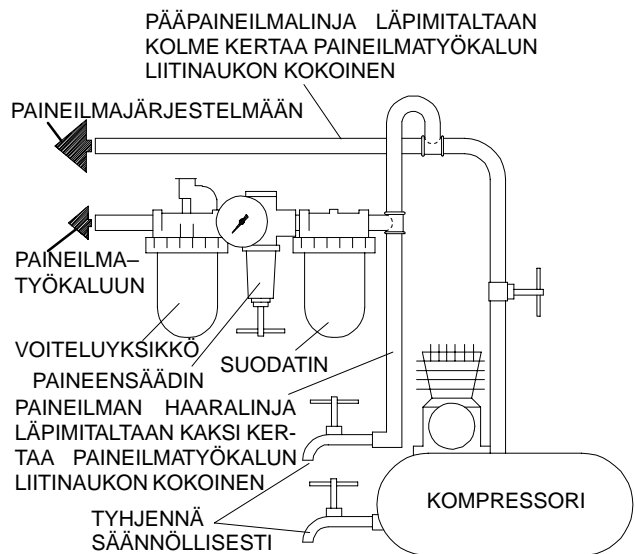 PÄÄPAINEILMALINJA LÄPIMITALTAAN
KOLME KERTAA PAINEILMATYÖKALUN
LIITINAUKON KOKOINEN
PAINEILMAJÄRJESTELMÄÄN
PAINEILMA–
TYÖKALUUN
VOITELUYKSIKKÖ
SUODATIN
PAINEENSÄÄDIN
PAINEILMAN HAARALINJA
LÄPIMITALTAAN KAKSI KER-
TAA PAINEILMATYÖKALUN
LIITINAUKON KOKOINEN
KOMPRESSORI
TYHJENNÄ
SÄÄNNÖLLISESTI